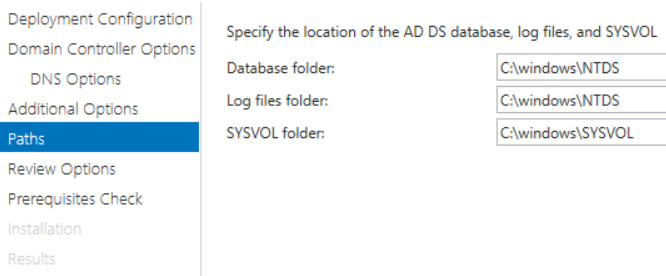 Deployment Configuration
Domain Controller Options
DNS Options
Additional Options
Paths
Review Options
Prerequisites Check
Installation
Results
Specify the location of the AD DS database, log files, and SYSVOL
Database folder: C:\windows\NTDS
Log files folder: C:\windows\NTDS
SYSVOL folder: C:\windows\SYSVOL